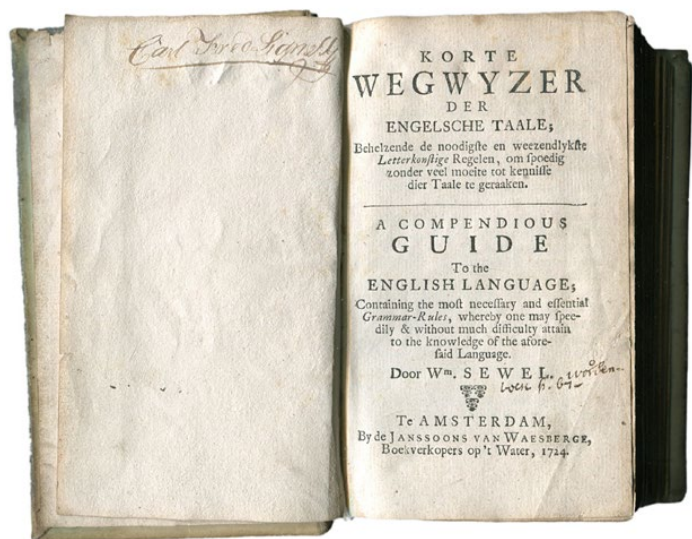 Carl Fred
KORTE
WEGWYZER
DER
ENGELSCHE TAALE;
Behelzende de noodigſte en weezendlykſte
Letterkonſtige Regelen, om ſpoedig
zonder veel moeite tot kenniſſe
dier Taale te geraaken.
A COMPENDIOUS
GUIDE
To the
ENGLISH LANGUAGE;
Containing the moſt neceſſary and eſſential
Grammar-Rules, whereby one may ſpee-
dily & without much difficulty attain
to the knowledge of the afore-
ſaid Language.
Door Wm. SEWEL.
Te AMSTERDAM,
By de JANSSOONS VAN WAESBERGE,
Boekverkopers op 't Water, 1724.